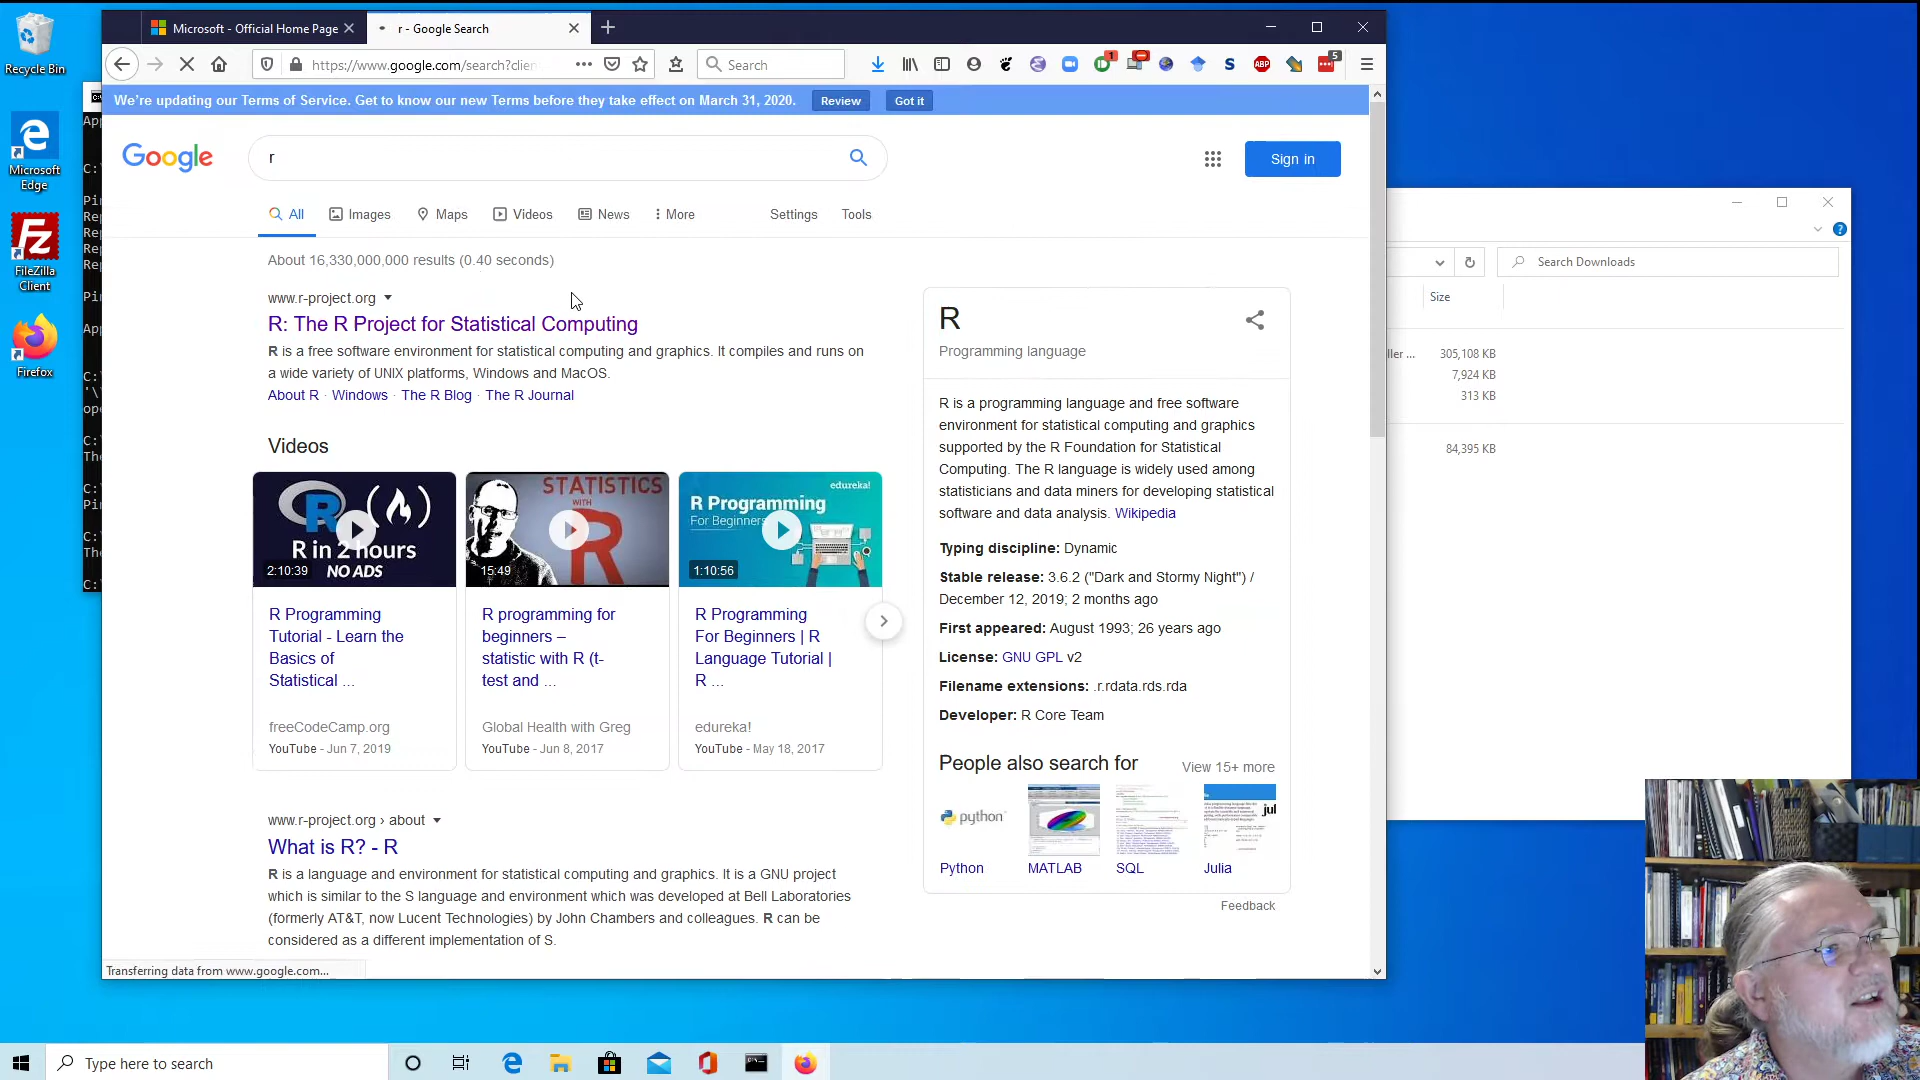 Recycle Bin
Microsoft Edge
FileZilla Client
Firefox
Microsoft - Official Home Page
r - Google Search
https://www.google.com/search?clien
Search
1
5
ABP
We're updating our Terms of Service. Get to know our new Terms before they take effect on March 31, 2020.
Review
Got it
Google
r
Sign in
All
Images
Maps
Videos
News
More
Settings
Tools
About 16,330,000,000 results (0.40 seconds)
www.r-project.org
R: The R Project for Statistical Computing
R is a free software environment for statistical computing and graphics. It compiles and runs on
a wide variety of UNIX platforms, Windows and MacOS.
About R · Windows · The R Blog · The R Journal
Videos
R in 2 hours
NO ADS
2:10:39
STATISTICS
WITH
R
15:49
edureka!
R Programming
For Beginners
1:10:56
R Programming
Tutorial - Learn the
Basics of
Statistical ...
freeCodeCamp.org
YouTube - Jun 7, 2019
R programming for
beginners –
statistic with R (t-
test and ...
Global Health with Greg
YouTube - Jun 8, 2017
R Programming
For Beginners | R
Language Tutorial |
R ...
edureka!
YouTube - May 18, 2017
www.r-project.org › about
What is R? - R
R is a language and environment for statistical computing and graphics. It is a GNU project
which is similar to the S language and environment which was developed at Bell Laboratories
(formerly AT&T, now Lucent Technologies) by John Chambers and colleagues. R can be
considered as a different implementation of S.
R
Programming language
R is a programming language and free software
environment for statistical computing and graphics
supported by the R Foundation for Statistical
Computing. The R language is widely used among
statisticians and data miners for developing statistical
software and data analysis. Wikipedia
Typing discipline: Dynamic
Stable release: 3.6.2 ("Dark and Stormy Night") /
December 12, 2019; 2 months ago
First appeared: August 1993; 26 years ago
License: GNU GPL v2
Filename extensions: .r.rdata.rds.rda
Developer: R Core Team
People also search for
View 15+ more
python
jul
Python
MATLAB
SQL
Julia
Feedback
Transferring data from www.google.com...
Search Downloads
Size
ller ...
305,108 KB
7,924 KB
313 KB
84,395 KB
Type here to search